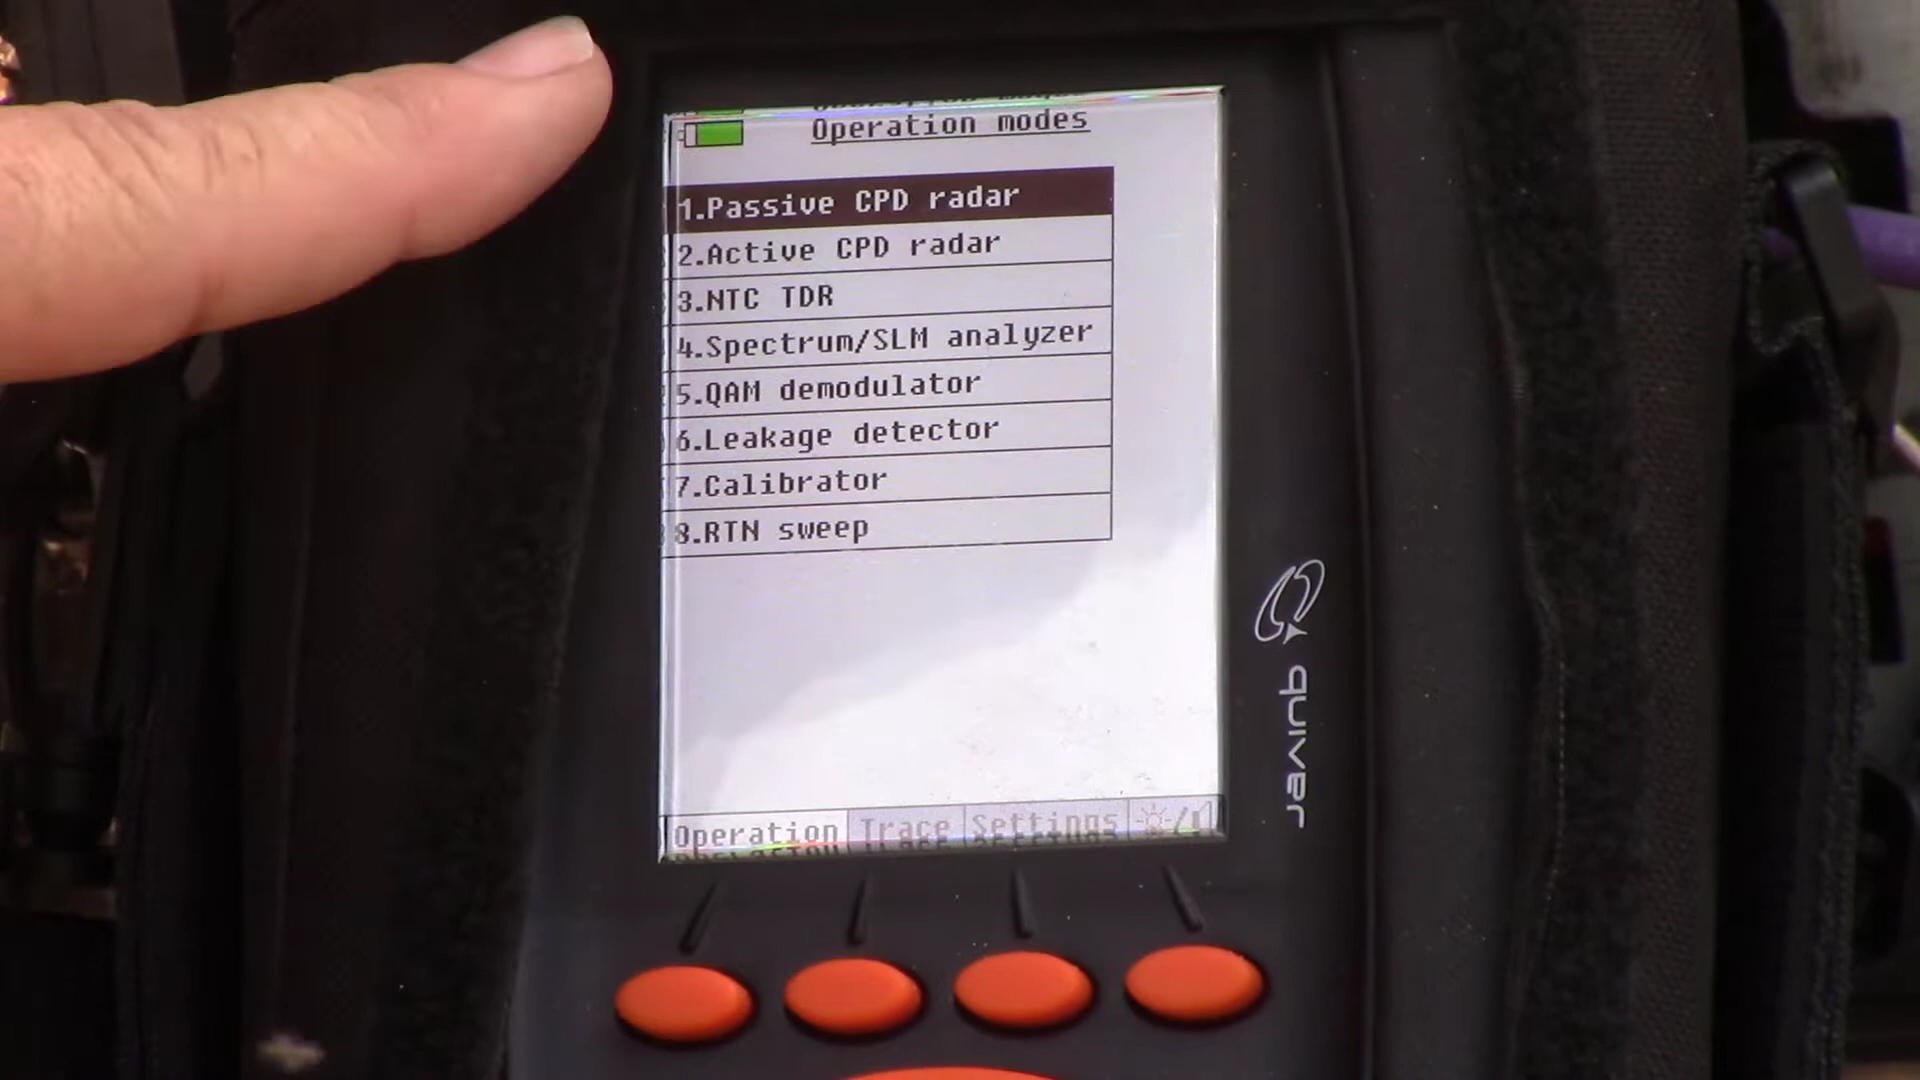 Operation modes
1.Passive CPD radar
2.Active CPD radar
3.NTC TDR
4.Spectrum/SLM analyzer
5.QAM demodulator
6.Leakage detector
7.Calibrator
8.RTN sweep
Operation Trace Settings
quiver